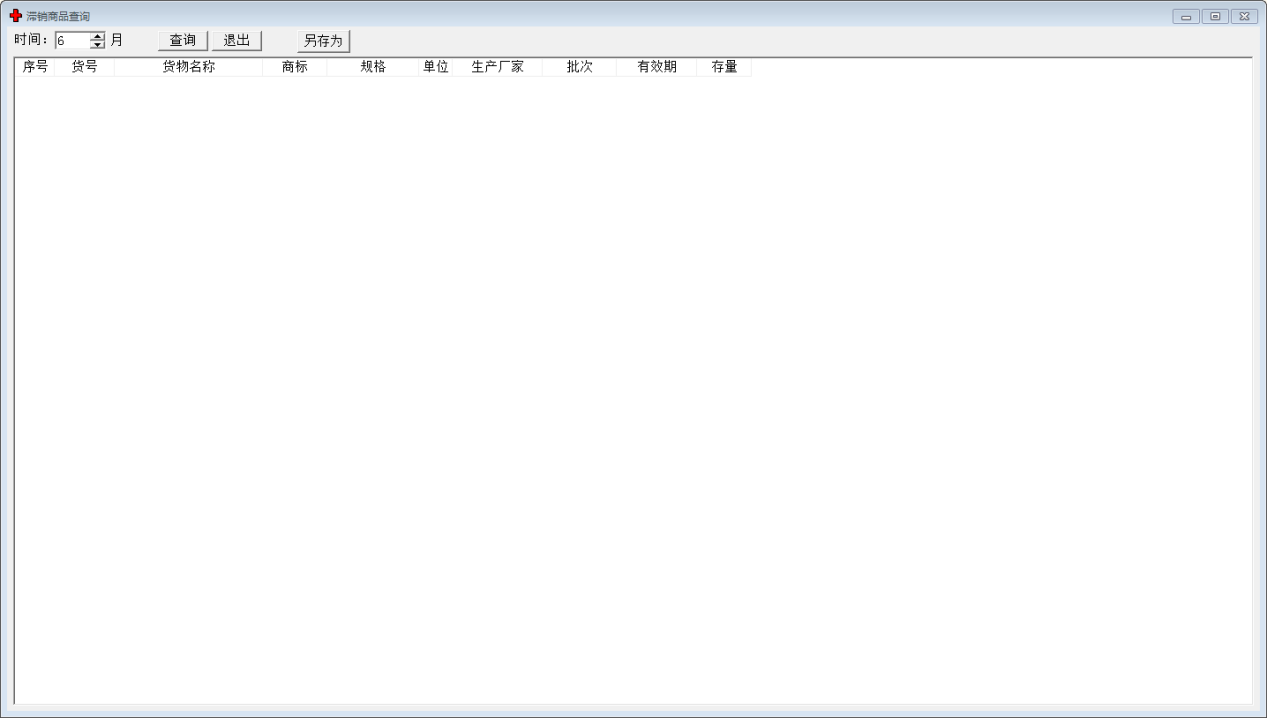 滞销商品查询
时间： 6 月 查询 退出 另存为
序号 货号 货物名称 商标 规格 单位 生产厂家 批次 有效期 存量